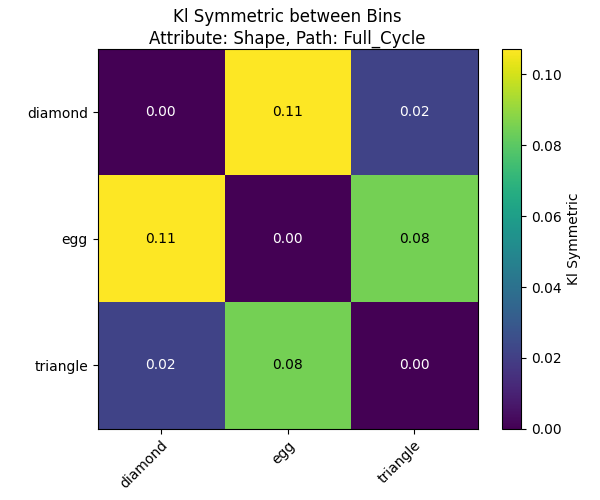 Kl Symmetric between Bins
Attribute: Shape, Path: Full_Cycle
diamond 0.00 0.11 0.02
egg 0.11 0.00 0.08
triangle 0.02 0.08 0.00
diamond egg triangle
0.10
0.08
0.06
0.04
0.02
0.00
Kl Symmetric